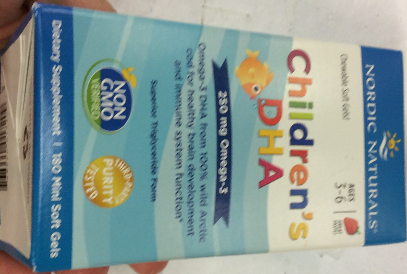 NORDIC NATURALS®
Chewable Soft Gels!
AGES
3-6
Children's
DHA
250 mg Omega-3*
Omega-3 DHA from 100% wild Arctic
cod for healthy brain development
and immune system function*
Superior Triglyceride Form
NON
GMO
VERIFIED
PURITY
TESTED
Dietary Supplement | 180 Mini Soft Gels